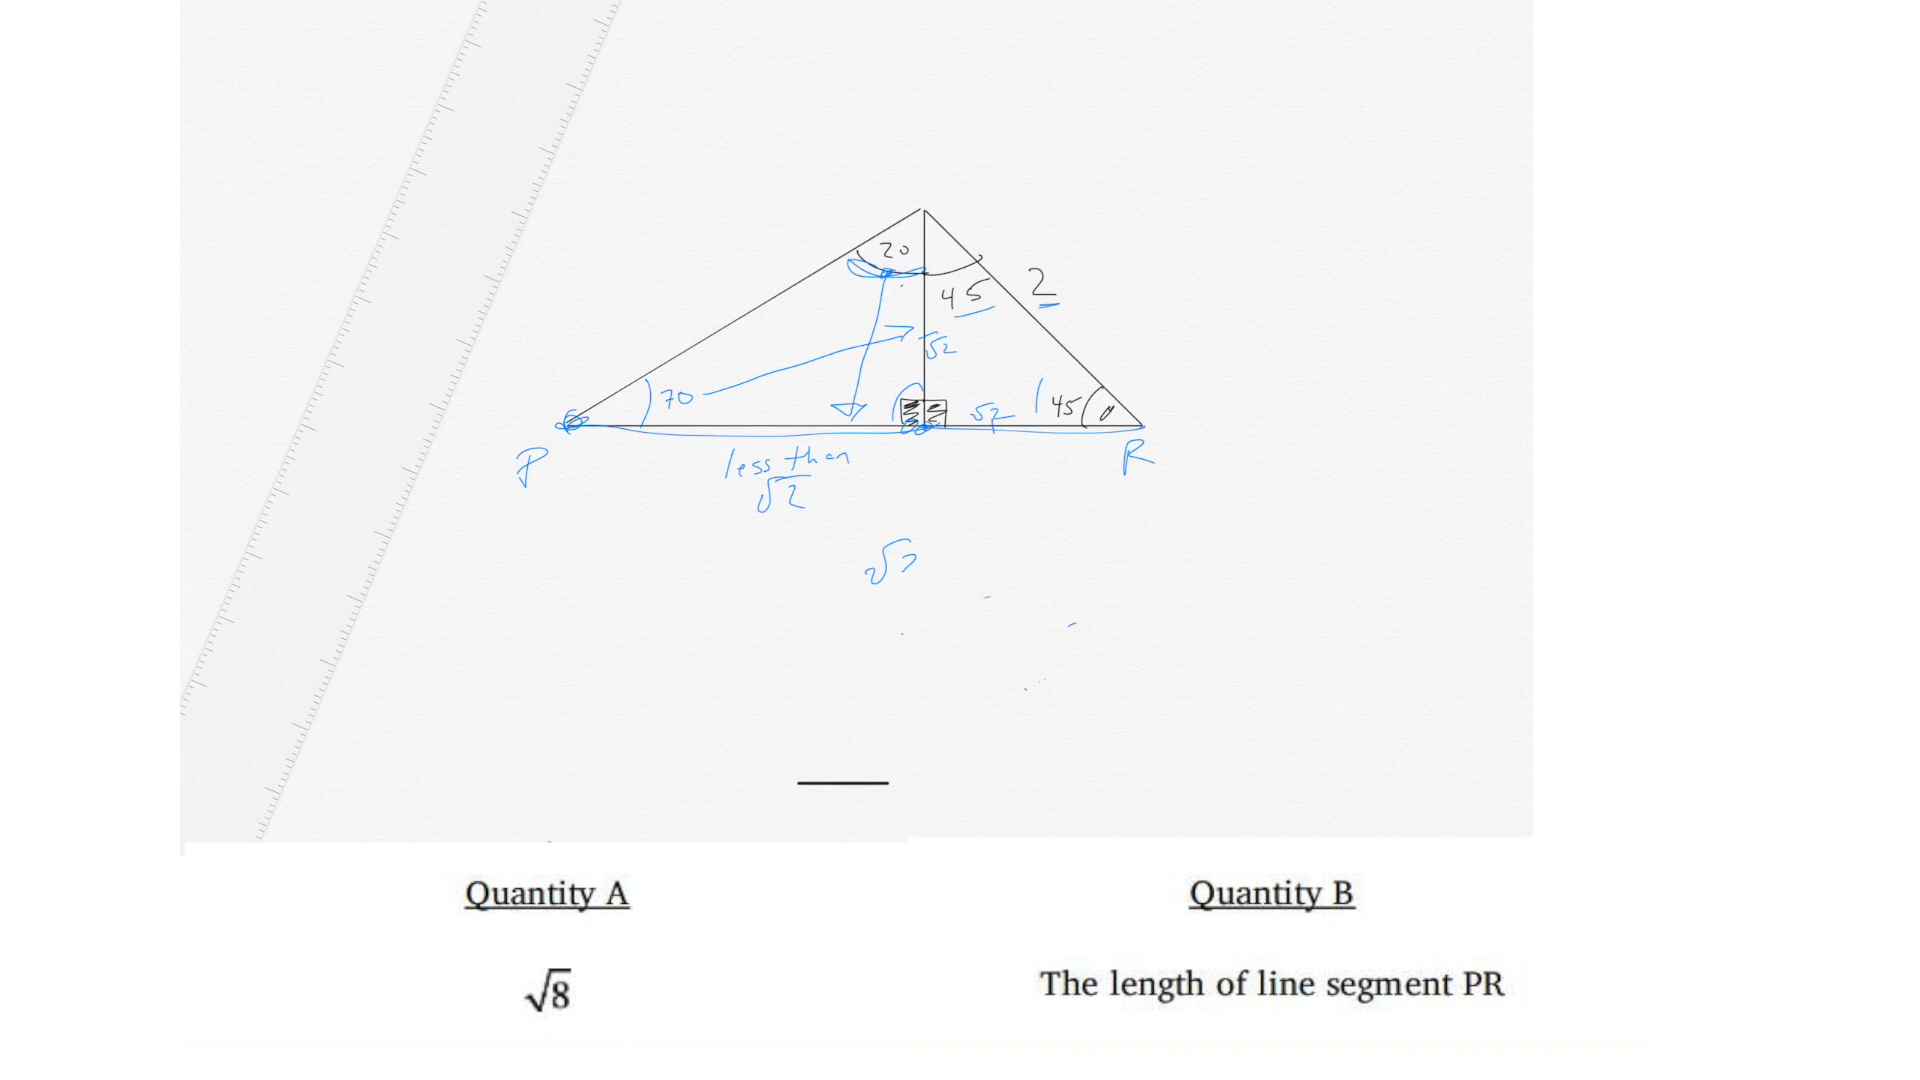 20
45
2
√2
70
√2
45
P
R
less than
√2
Quantity A
Quantity B
√8
The length of line segment PR